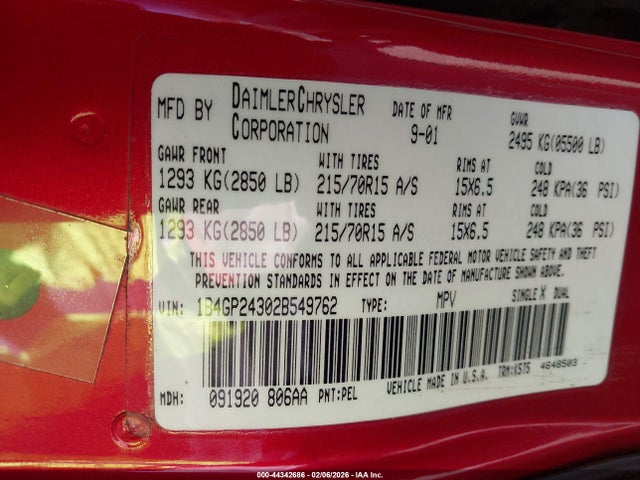 MFD BY DAIMLERCHRYSLER CORPORATION DATE OF MFR 9-01 GVWR 2495 KG(05500 LB)
GAWR FRONT WITH TIRES RIMS AT COLD
1293 KG(2850 LB) 215/70R15 A/S 15X6.5 248 KPA(36 PSI)
GAWR REAR WITH TIRES RIMS AT COLD
1293 KG(2850 LB) 215/70R15 A/S 15X6.5 248 KPA(36 PSI)
THIS VEHICLE CONFORMS TO ALL APPLICABLE FEDERAL MOTOR VEHICLE SAFETY AND THEFT
PREVENTION STANDARDS IN EFFECT ON THE DATE OF MANUFACTURE SHOWN ABOVE.
VIN: 1B4GP24302B549762 TYPE: MPV SINGLE X DUAL
MDH: 091920 806AA PNT:PEL VEHICLE MADE IN U.S.A. TRM:K5T5 4648503
000-44342686 - 02/06/2026 - IAA Inc.